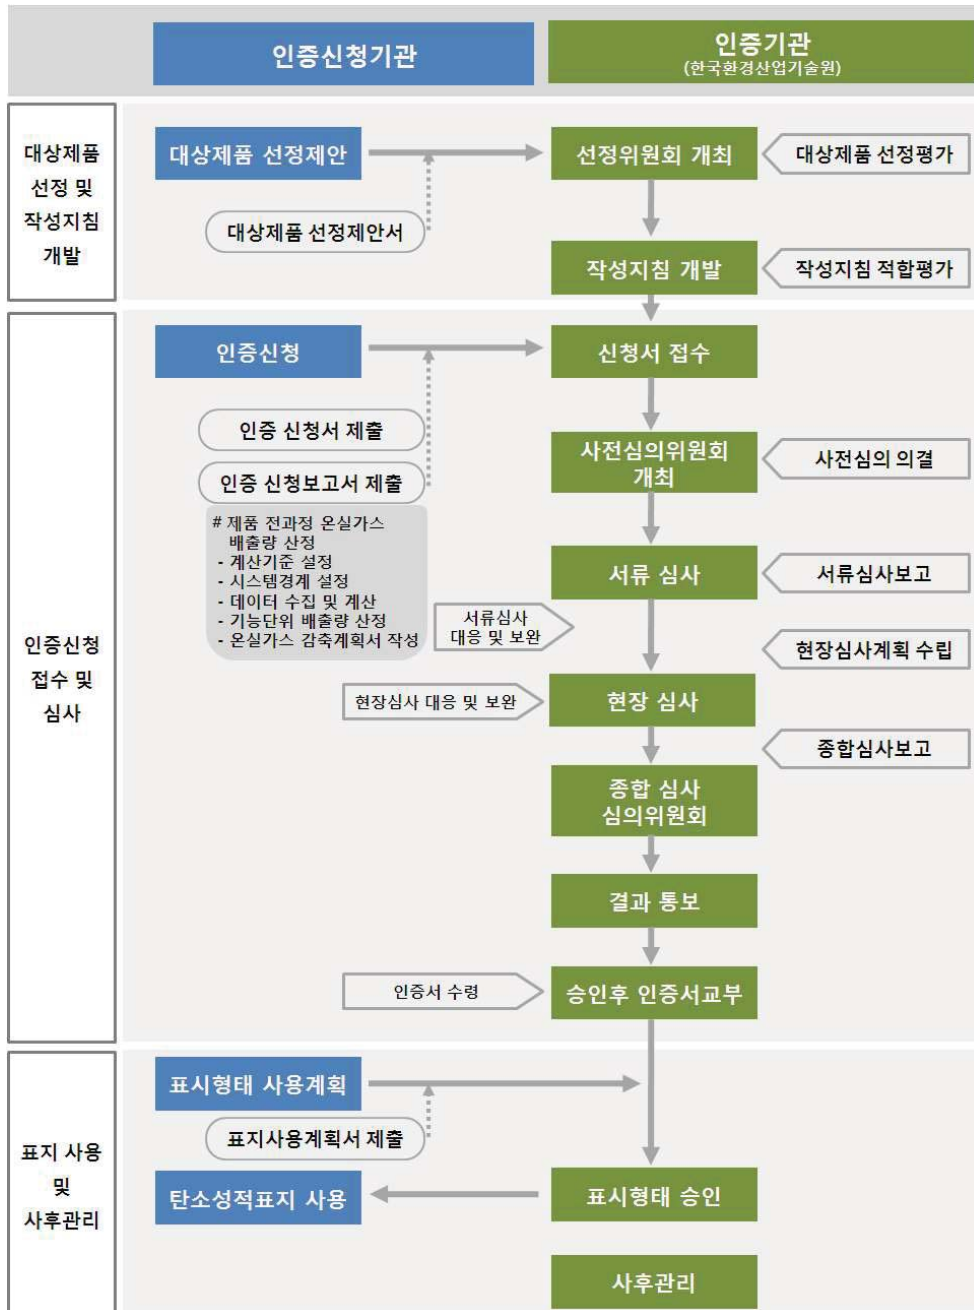 인증신청기관
인증기관
(한국환경산업기술원)
대상제품
선정 및
작성지침
개발
대상제품 선정제안
선정위원회 개최
대상제품 선정평가
대상제품 선정제안서
작성지침 개발
작성지침 적합평가
인증신청
접수 및
심사
인증신청
신청서 접수
인증 신청서 제출
사전심의위원회
개최
사전심의 의결
인증 신청보고서 제출
# 제품 전과정 온실가스
배출량 산정
- 계산기준 설정
- 시스템경계 설정
- 데이터 수집 및 계산
- 기능단위 배출량 산정
- 온실가스 감축계획서 작성
서류 심사
서류심사보고
서류심사
대응 및 보완
현장심사계획 수립
현장심사 대응 및 보완
현장 심사
종합심사보고
종합 심사
심의위원회
결과 통보
인증서 수령
승인후 인증서교부
표지 사용
및
사후관리
표시형태 사용계획
표지사용계획서 제출
탄소성적표지 사용
표시형태 승인
사후관리